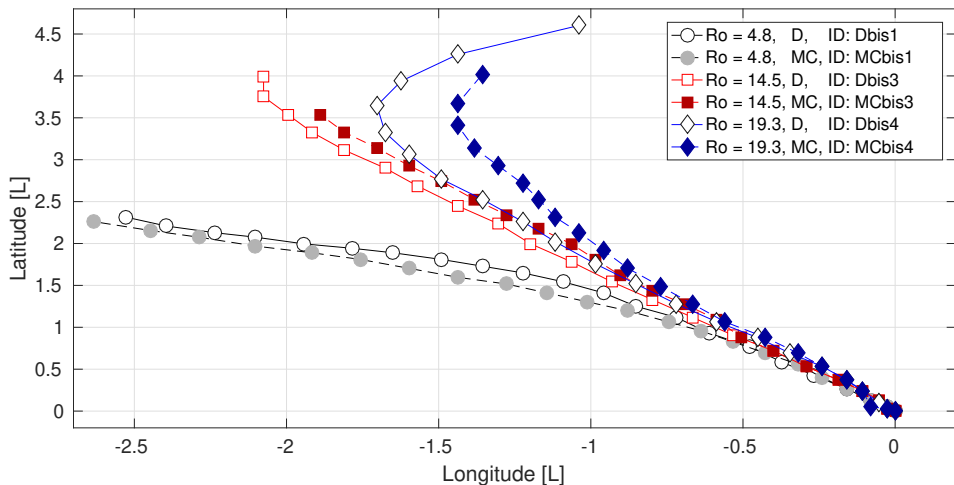 4.5
4
3.5
3
2.5
2
1.5
1
0.5
0
Latitude [L]
Ro = 4.8, D, ID: Dbis1
Ro = 4.8, MC, ID: MCbis1
Ro = 14.5, D, ID: Dbis3
Ro = 14.5, MC, ID: MCbis3
Ro = 19.3, D, ID: Dbis4
Ro = 19.3, MC, ID: MCbis4
-2.5 -2 -1.5 -1 -0.5 0
Longitude [L]